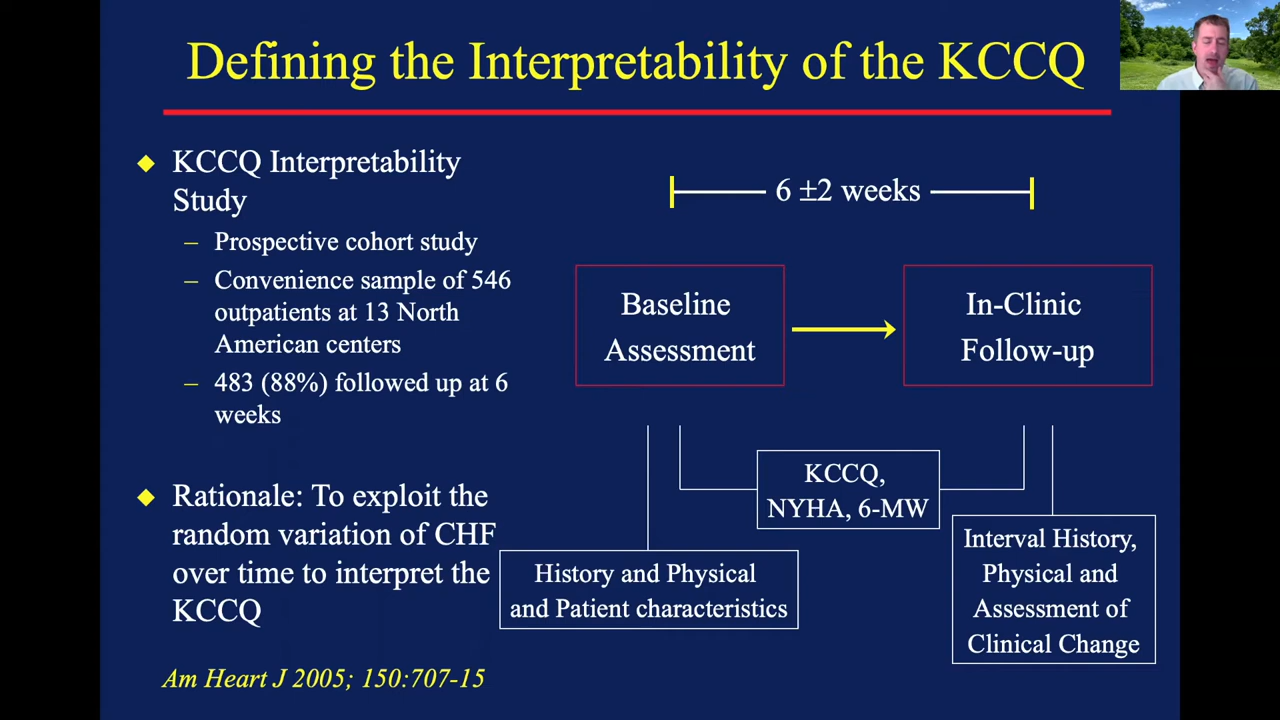 Defining the Interpretability of the KCCQ
◆ KCCQ Interpretability
Study
– Prospective cohort study
– Convenience sample of 546
outpatients at 13 North
American centers
– 483 (88%) followed up at 6
weeks
◆ Rationale: To exploit the
random variation of CHF
over time to interpret the
KCCQ
Am Heart J 2005; 150:707-15
6 ±2 weeks
Baseline
Assessment
In-Clinic
Follow-up
KCCQ,
NYHA, 6-MW
History and Physical
and Patient characteristics
Interval History,
Physical and
Assessment of
Clinical Change